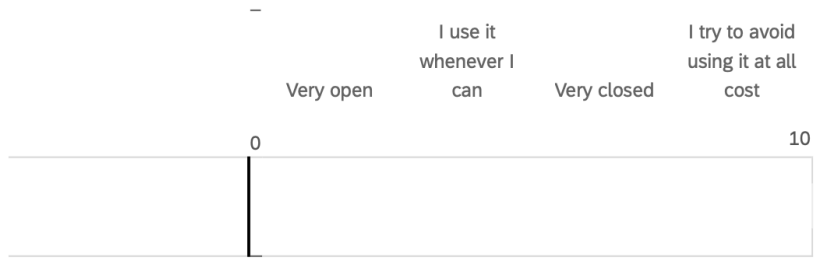 Very open
I use it
whenever I
can
Very closed
I try to avoid
using it at all
cost
0
10